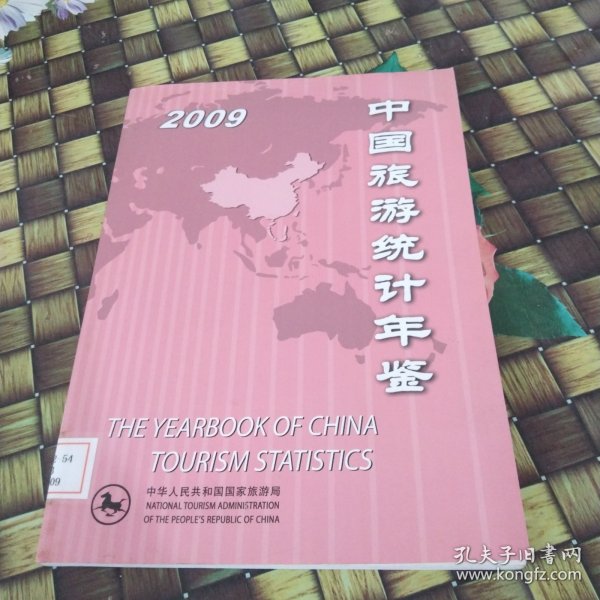 2009
中国旅游统计年鉴
THE YEARBOOK OF CHINA
TOURISM STATISTICS
中华人民共和国国家旅游局
NATIONAL TOURISM ADMINISTRATION
OF THE PEOPLE'S REPUBLIC OF CHINA
54
09
孔夫子旧书网
www.kongfz.com